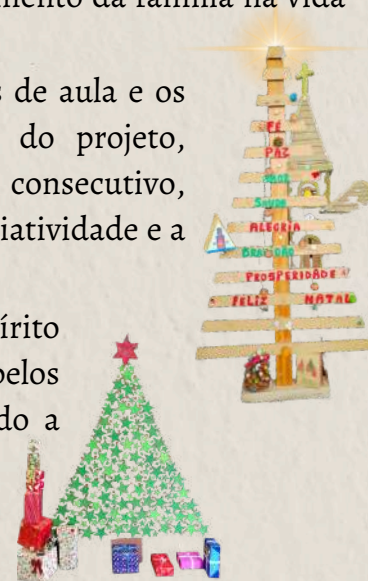 mento da família na vida
s de aula e os
do projeto,
consecutivo,
iatividade e a
írito
pelos
do a
FÉ
PAZ
ALEGRIA
PROSPERIDADE
FELIZ NATAL